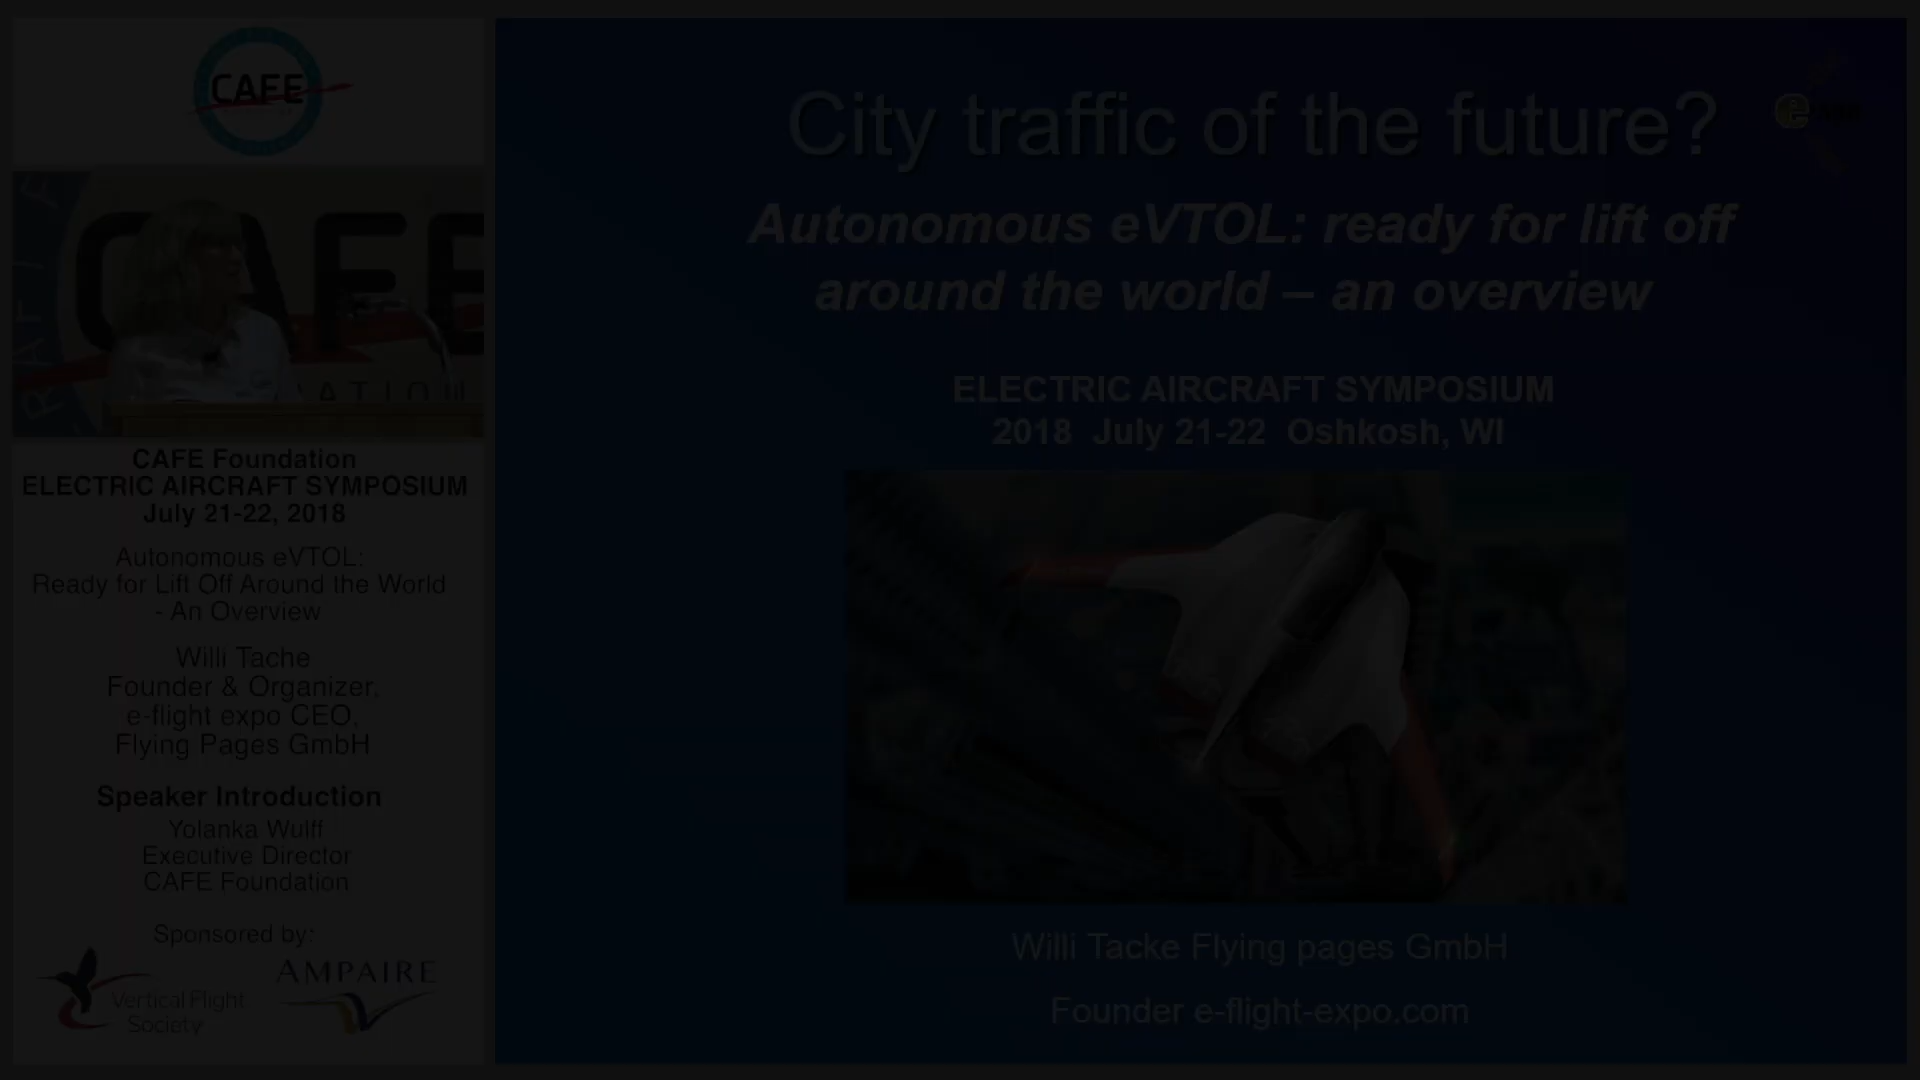 CAFE
CAFE
RAFT F
ATION
CAFE Foundation
ELECTRIC AIRCRAFT SYMPOSIUM
July 21-22, 2018
Autonomous eVTOL:
Ready for Lift Off Around the World
- An Overview
Willi Tache
Founder & Organizer,
e-flight expo CEO,
Flying Pages GmbH
Speaker Introduction
Yolanka Wulff
Executive Director
CAFE Foundation
Sponsored by:
Vertical Flight
Society
AMPAIRE
City traffic of the future?
Autonomous eVTOL: ready for lift off
around the world – an overview
ELECTRIC AIRCRAFT SYMPOSIUM
2018 July 21-22 Oshkosh, WI
Willi Tacke Flying pages GmbH
Founder e-flight-expo.com